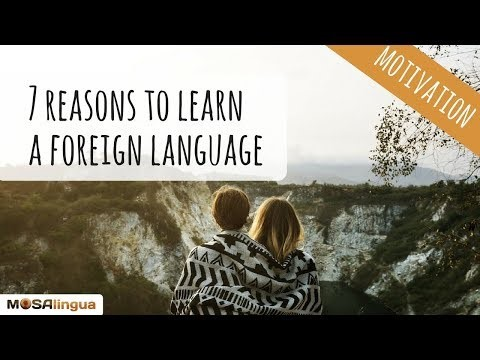 7 REASONS TO LEARN
A FOREIGN LANGUAGE
MOTIVATION
MOSAlingua